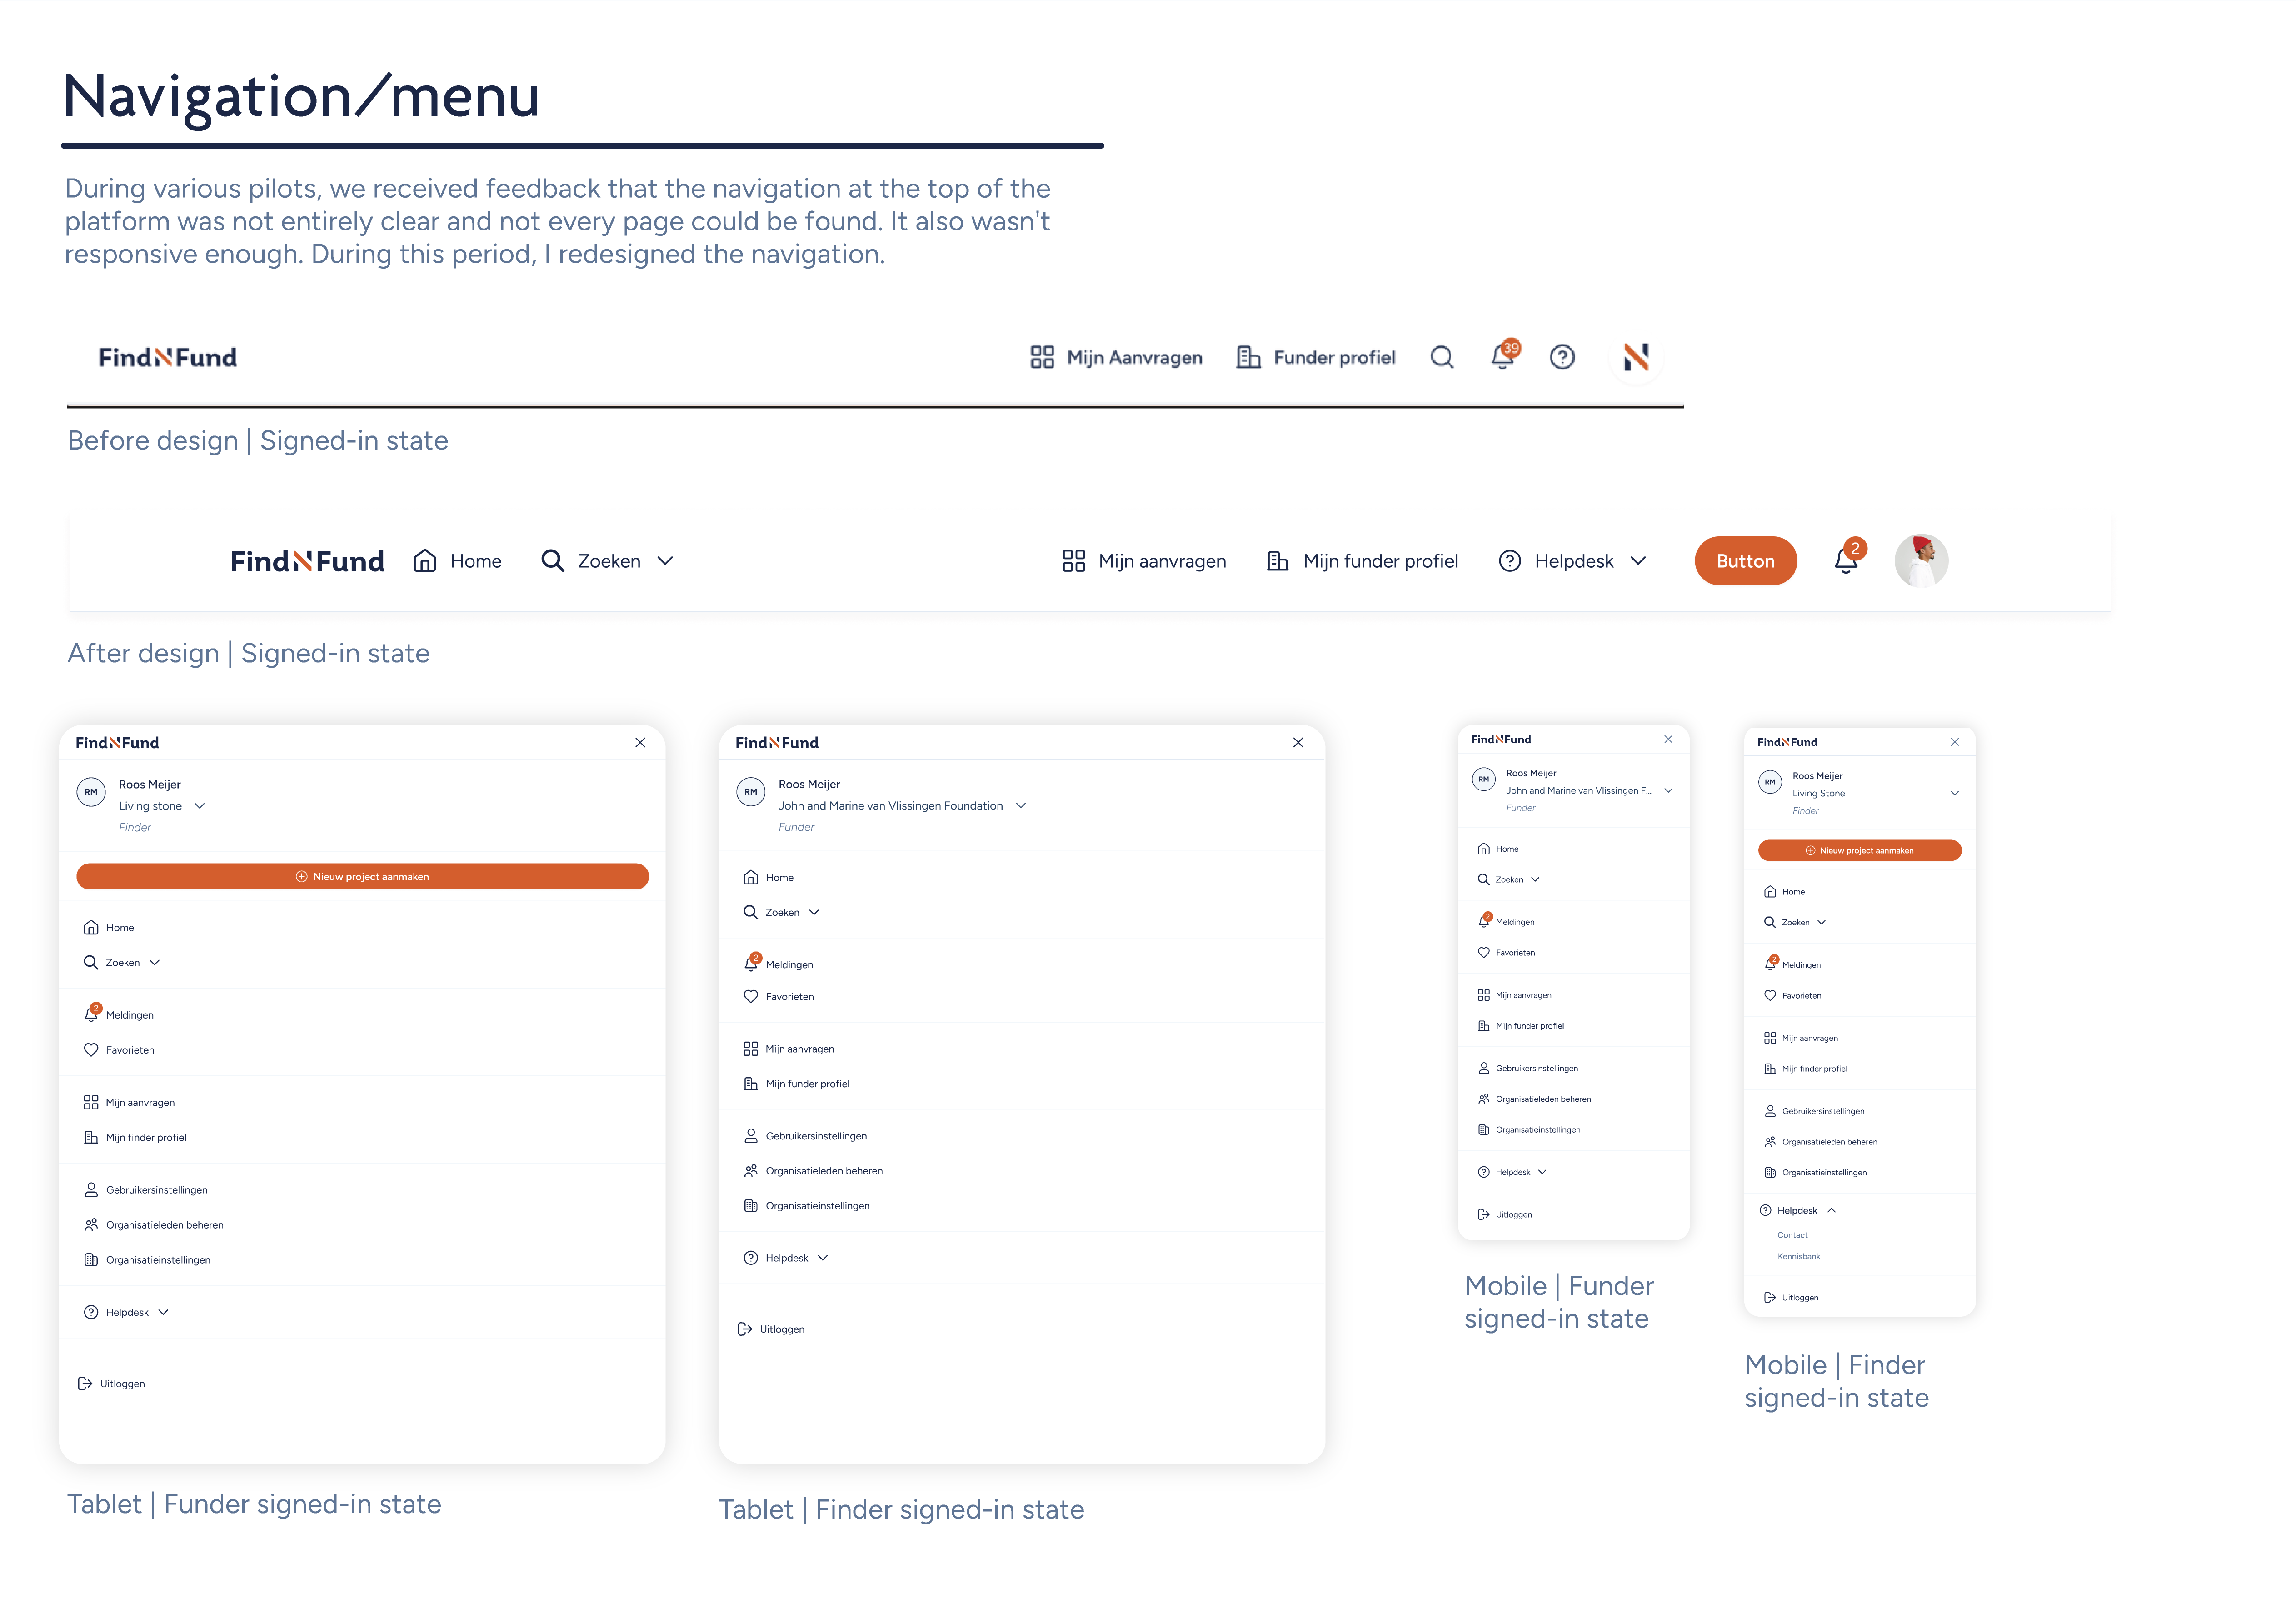 Navigation/menu
During various pilots, we received feedback that the navigation at the top of the
platform was not entirely clear and not every page could be found. It also wasn't
responsive enough. During this period, I redesigned the navigation.
FindNFund Mijn Aanvragen Funder profiel 39
Before design | Signed-in state
FindNFund Home Zoeken Mijn aanvragen Mijn funder profiel Helpdesk Button 2
After design | Signed-in state
FindNFund
RM
Roos Meijer
Living stone
Finder
Nieuw project aanmaken
Home
Zoeken
2
Meldingen
Favorieten
Mijn aanvragen
Mijn finder profiel
Gebruikersinstellingen
Organisatieleden beheren
Organisatieinstellingen
Helpdesk
Uitloggen
Tablet | Funder signed-in state
FindNFund
RM
Roos Meijer
John and Marine van Vlissingen Foundation
Funder
Home
Zoeken
2
Meldingen
Favorieten
Mijn aanvragen
Mijn funder profiel
Gebruikersinstellingen
Organisatieleden beheren
Organisatieinstellingen
Helpdesk
Uitloggen
Tablet | Finder signed-in state
FindNFund
RM
Roos Meijer
John and Marine van Vlissingen F...
Funder
Home
Zoeken
2
Meldingen
Favorieten
Mijn aanvragen
Mijn funder profiel
Gebruikersinstellingen
Organisatieleden beheren
Organisatieinstellingen
Helpdesk
Uitloggen
Mobile | Funder
signed-in state
FindNFund
RM
Roos Meijer
Living Stone
Finder
Nieuw project aanmaken
Home
Zoeken
2
Meldingen
Favorieten
Mijn aanvragen
Mijn finder profiel
Gebruikersinstellingen
Organisatieleden beheren
Organisatieinstellingen
Helpdesk
Contact
Kennisbank
Uitloggen
Mobile | Finder
signed-in state